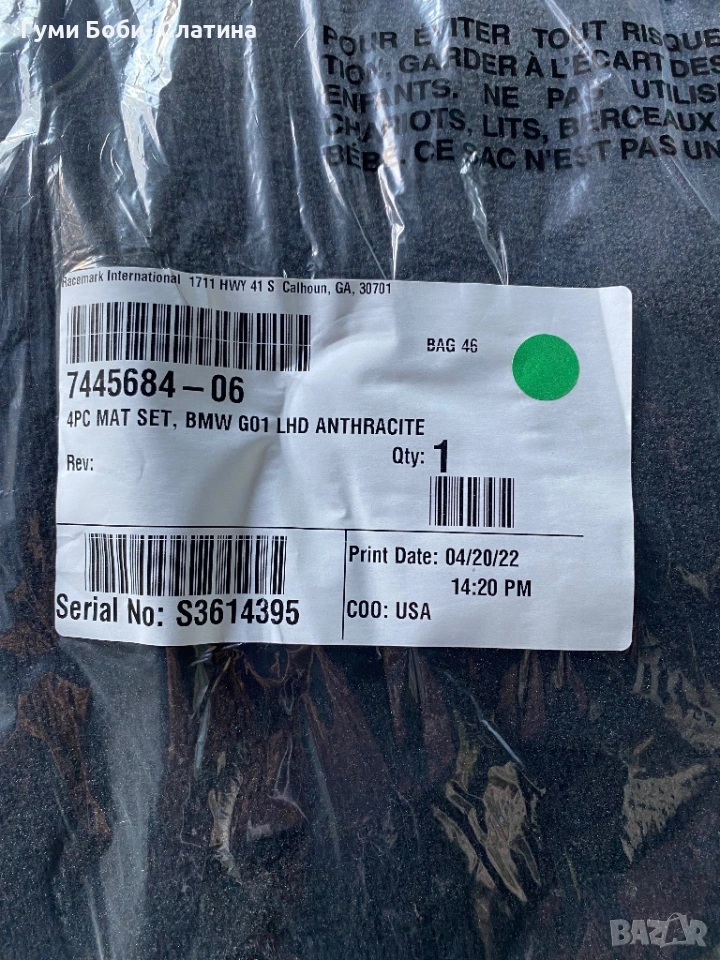 Гуми Боби Слатина
POUR ÉVITER TOUT RISQUE
TION, GARDER À L'ÉCART DES
ENFANTS. NE PAS UTILIS
CHARIOTS, LITS, BERCEAUX
BÉBÉ. CE SAC N'EST PAS UN
Racemark International 1711 HWY 41 S Calhoun, GA, 30701
BAG 46
7445684-06
4PC MAT SET, BMW G01 LHD ANTHRACITE
Rev:
Qty: 1
Print Date: 04/20/22
14:20 PM
Serial No: S3614395
COO: USA
BAZAR